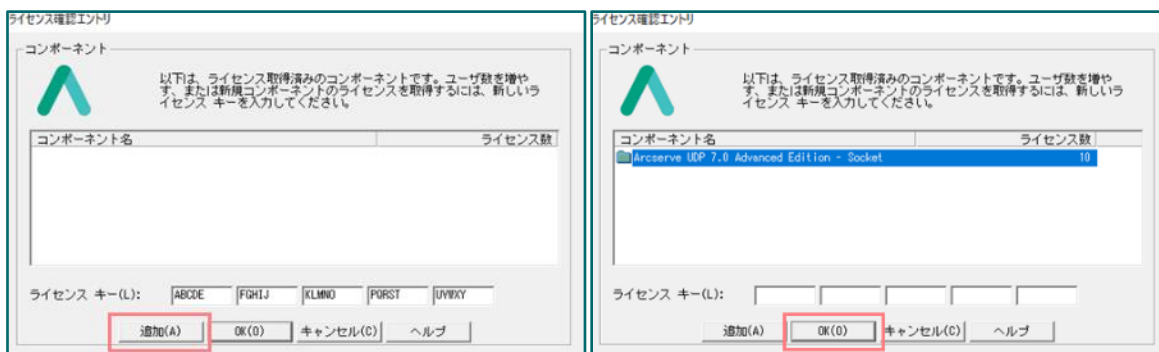 ライセンス確認エントリ
コンポーネント
以下は、ライセンス取得済みのコンポーネントです。ユーザ数を増や
す、または新規コンポーネントのライセンスを取得するには、新しいラ
イセンス キーを入力してください。
コンポーネント名 ライセンス数
ライセンス キー(L): ABCDE FGHIJ KLMNO PQRST UVWXY
追加(A) OK(O) キャンセル(C) ヘルプ
ライセンス確認エントリ
コンポーネント
以下は、ライセンス取得済みのコンポーネントです。ユーザ数を増や
す、または新規コンポーネントのライセンスを取得するには、新しいラ
イセンス キーを入力してください。
コンポーネント名 ライセンス数
Arcserve UDP 7.0 Advanced Edition - Socket 10
ライセンス キー(L):
追加(A) OK(O) キャンセル(C) ヘルプ